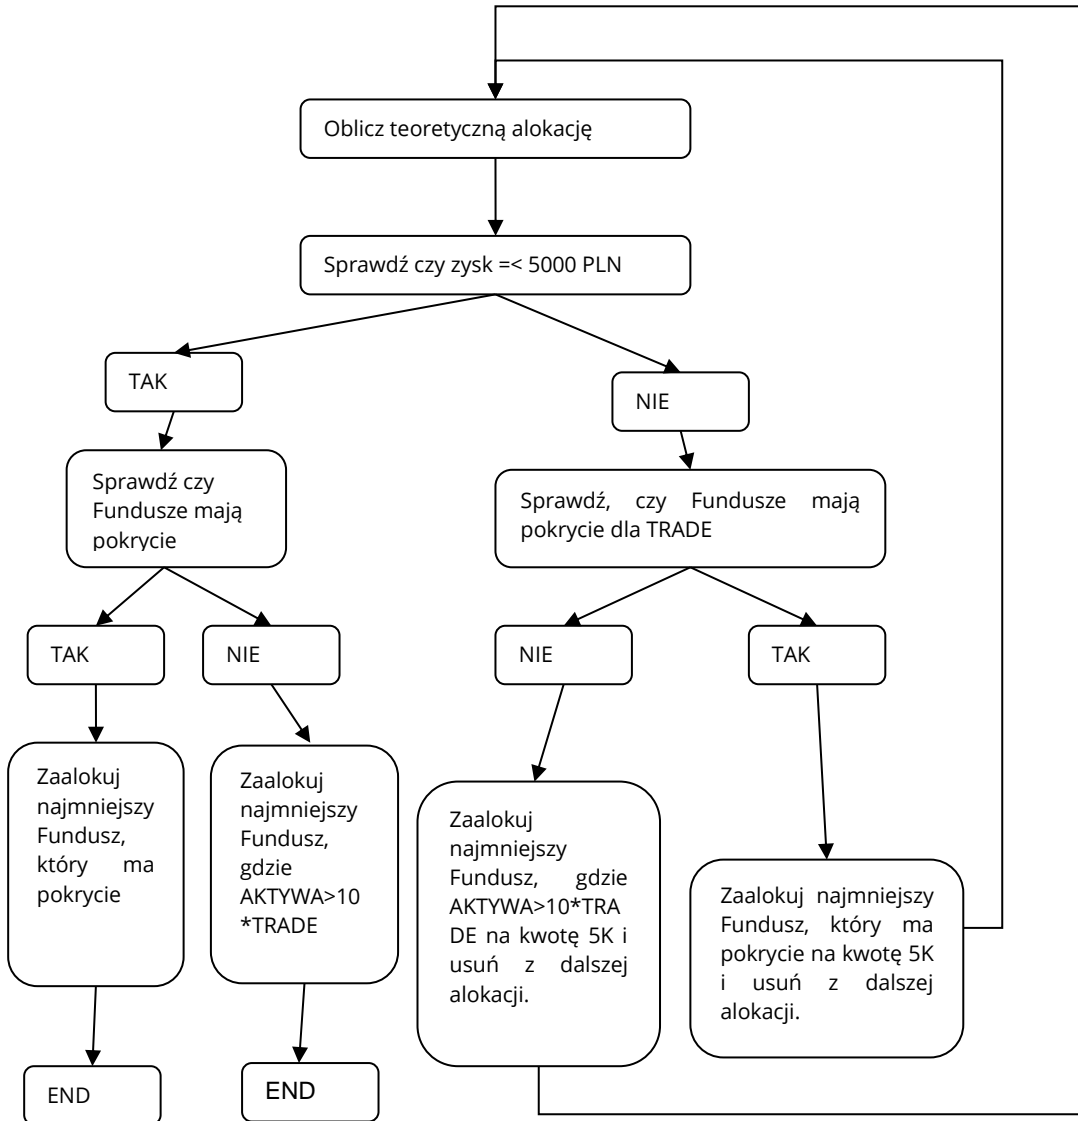 Oblicz teoretyczną alokację
Sprawdź czy zysk =< 5000 PLN
TAK
NIE
Sprawdź czy
Fundusze mają
pokrycie
Sprawdź, czy Fundusze mają
pokrycie dla TRADE
TAK
NIE
NIE
TAK
Zaalokuj
najmniejszy
Fundusz,
który ma
pokrycie
Zaalokuj
najmniejszy
Fundusz,
gdzie
AKTYWA>10
*TRADE
Zaalokuj
najmniejszy
Fundusz, gdzie
AKTYWA>10*TRA
DE na kwotę 5K i
usuń z dalszej
alokacji.
Zaalokuj najmniejszy
Fundusz, który ma
pokrycie na kwotę 5K
i usuń z dalszej
alokacji.
END
END